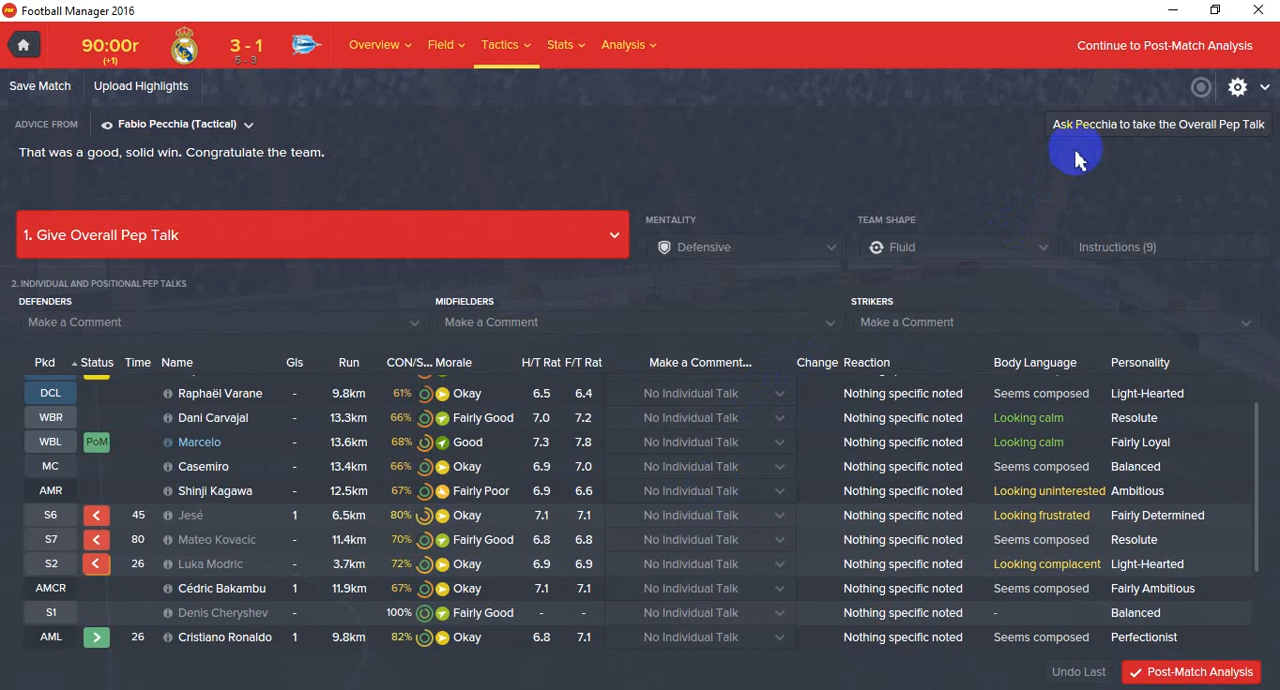 Football Manager 2016
90:00r
(+1)
3 - 1
5 - 3
Overview
Field
Tactics
Stats
Analysis
Continue to Post-Match Analysis
Save Match
Upload Highlights
ADVICE FROM
Fabio Pecchia (Tactical)
Ask Pecchia to take the Overall Pep Talk
That was a good, solid win. Congratulate the team.
1. Give Overall Pep Talk
MENTALITY
Defensive
TEAM SHAPE
Fluid
Instructions (9)
2. INDIVIDUAL AND POSITIONAL PEP TALKS
DEFENDERS
MIDFIELDERS
STRIKERS
Make a Comment
Make a Comment
Make a Comment
Pkd Status Time Name Gls Run CON/S... Morale H/T Rat F/T Rat Make a Comment... Change Reaction Body Language Personality
DCL Raphaël Varane - 9.8km 61% Okay 6.5 6.4 No Individual Talk Nothing specific noted Seems composed Light-Hearted
WBR Dani Carvajal - 13.3km 66% Fairly Good 7.0 7.2 No Individual Talk Nothing specific noted Looking calm Resolute
WBL PoM Marcelo - 13.6km 68% Good 7.3 7.8 No Individual Talk Nothing specific noted Looking calm Fairly Loyal
MC Casemiro - 13.4km 66% Okay 6.9 7.0 No Individual Talk Nothing specific noted Seems composed Balanced
AMR Shinji Kagawa - 12.5km 67% Fairly Poor 6.9 6.6 No Individual Talk Nothing specific noted Looking uninterested Ambitious
S6 45 Jesé 1 6.5km 80% Okay 7.1 7.1 No Individual Talk Nothing specific noted Looking frustrated Fairly Determined
S7 80 Mateo Kovacic - 11.4km 70% Fairly Good 6.8 6.8 No Individual Talk Nothing specific noted Seems composed Resolute
S2 26 Luka Modric - 3.7km 72% Okay 6.9 6.9 No Individual Talk Nothing specific noted Looking complacent Light-Hearted
AMCR Cédric Bakambu 1 11.9km 67% Okay 7.1 7.1 No Individual Talk Nothing specific noted Seems composed Fairly Ambitious
S1 Denis Cheryshev 100% Fairly Good - - No Individual Talk Nothing specific noted - Balanced
AML 26 Cristiano Ronaldo 1 9.8km 82% Okay 6.8 7.1 No Individual Talk Nothing specific noted Seems composed Perfectionist
Undo Last
Post-Match Analysis